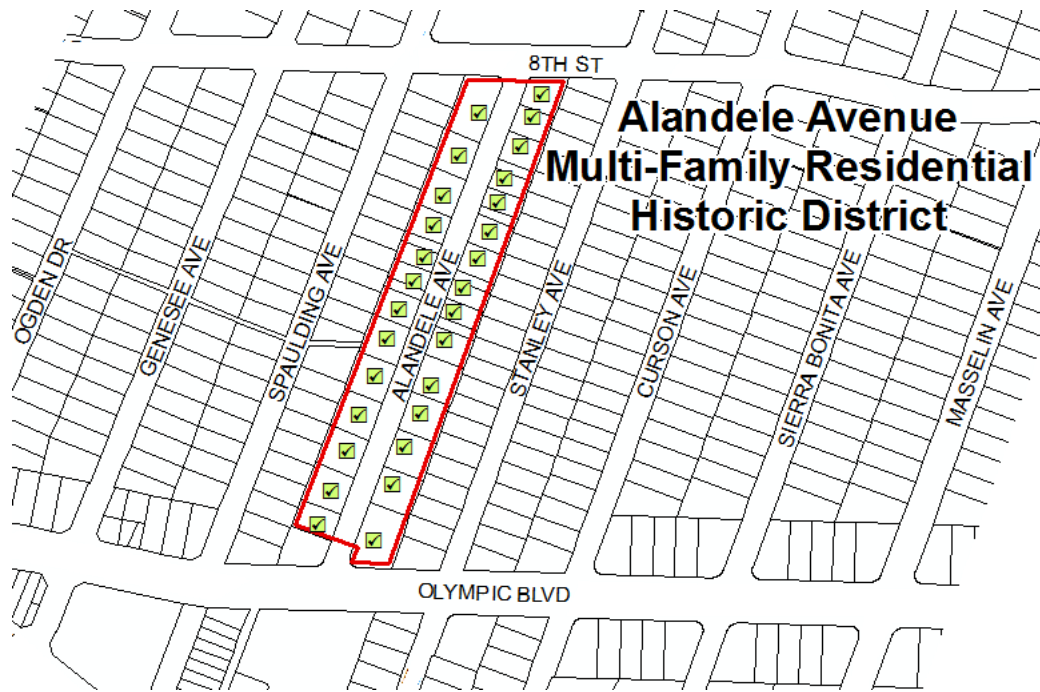 8TH ST
Alandele Avenue
Multi-Family Residential
Historic District
OGDEN DR
GENESEE AVE
SPAULDING AVE
ALANDELE AVE
STANLEY AVE
CURSON AVE
SIERRA BONITA AVE
MASSELIN AVE
OLYMPIC BLVD